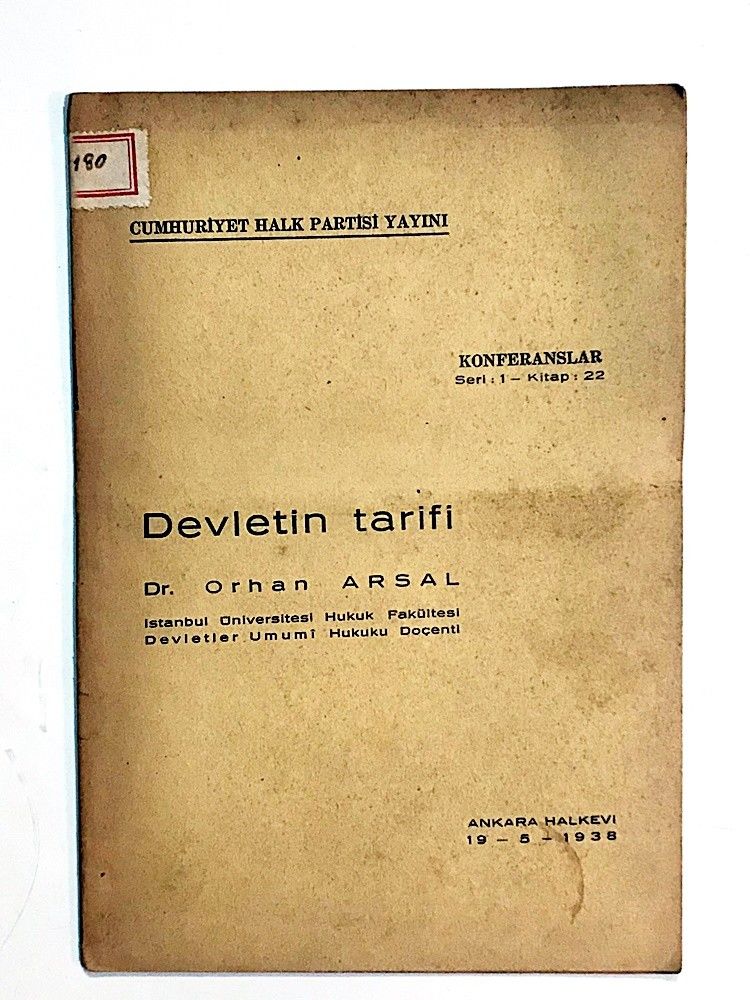 180
CUMHURİYET HALK PARTİSİ YAYINI
KONFERANSLAR
Seri : 1 – Kitap : 22
Devletin tarifi
Dr. Orhan ARSAL
İstanbul Üniversitesi Hukuk Fakültesi
Devletler Umumî Hukuku Doçenti
ANKARA HALKEVİ
19 – 5 – 1938